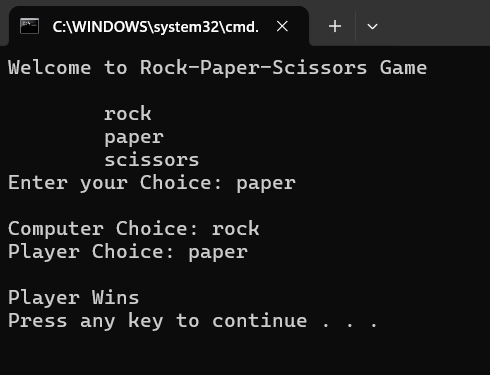 C:\WINDOWS\system32\cmd.
Welcome to Rock-Paper-Scissors Game
rock
paper
scissors
Enter your Choice: paper
Computer Choice: rock
Player Choice: paper
Player Wins
Press any key to continue . . .